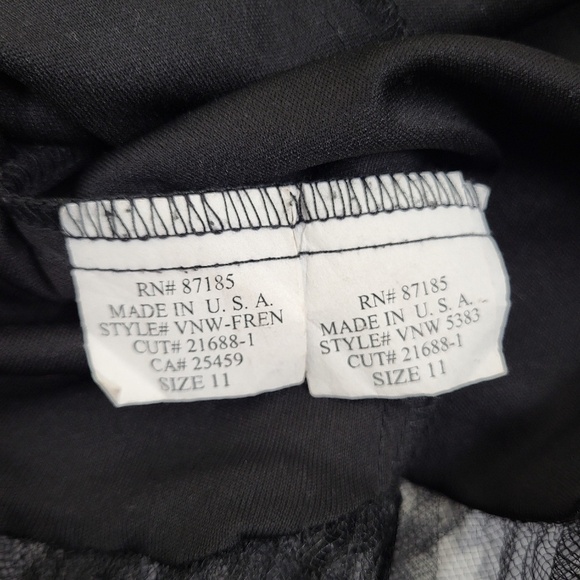 RN# 87185
MADE IN U. S. A.
STYLE# VNW-FREN
CUT# 21688-1
CA# 25459
SIZE 11
RN# 87185
MADE IN U. S. A.
STYLE# VNW 5383
CUT# 21688-1
SIZE 11